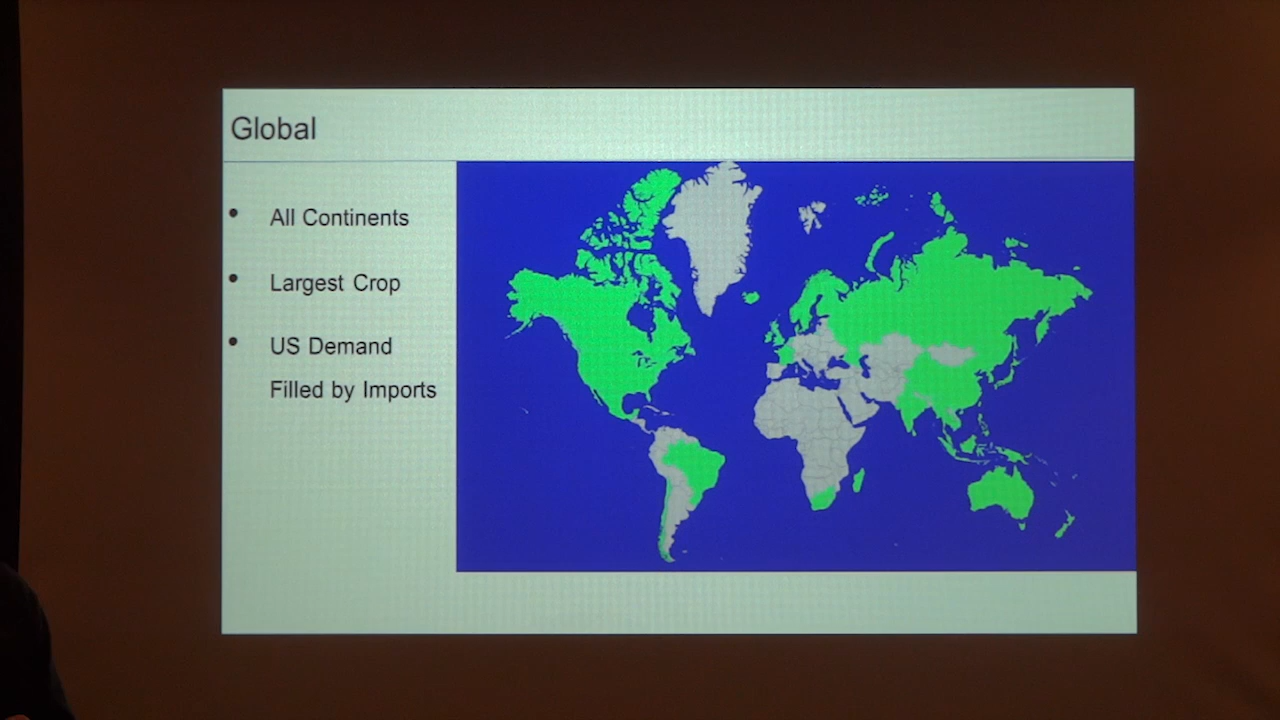 Global
• All Continents
• Largest Crop
• US Demand
Filled by Imports